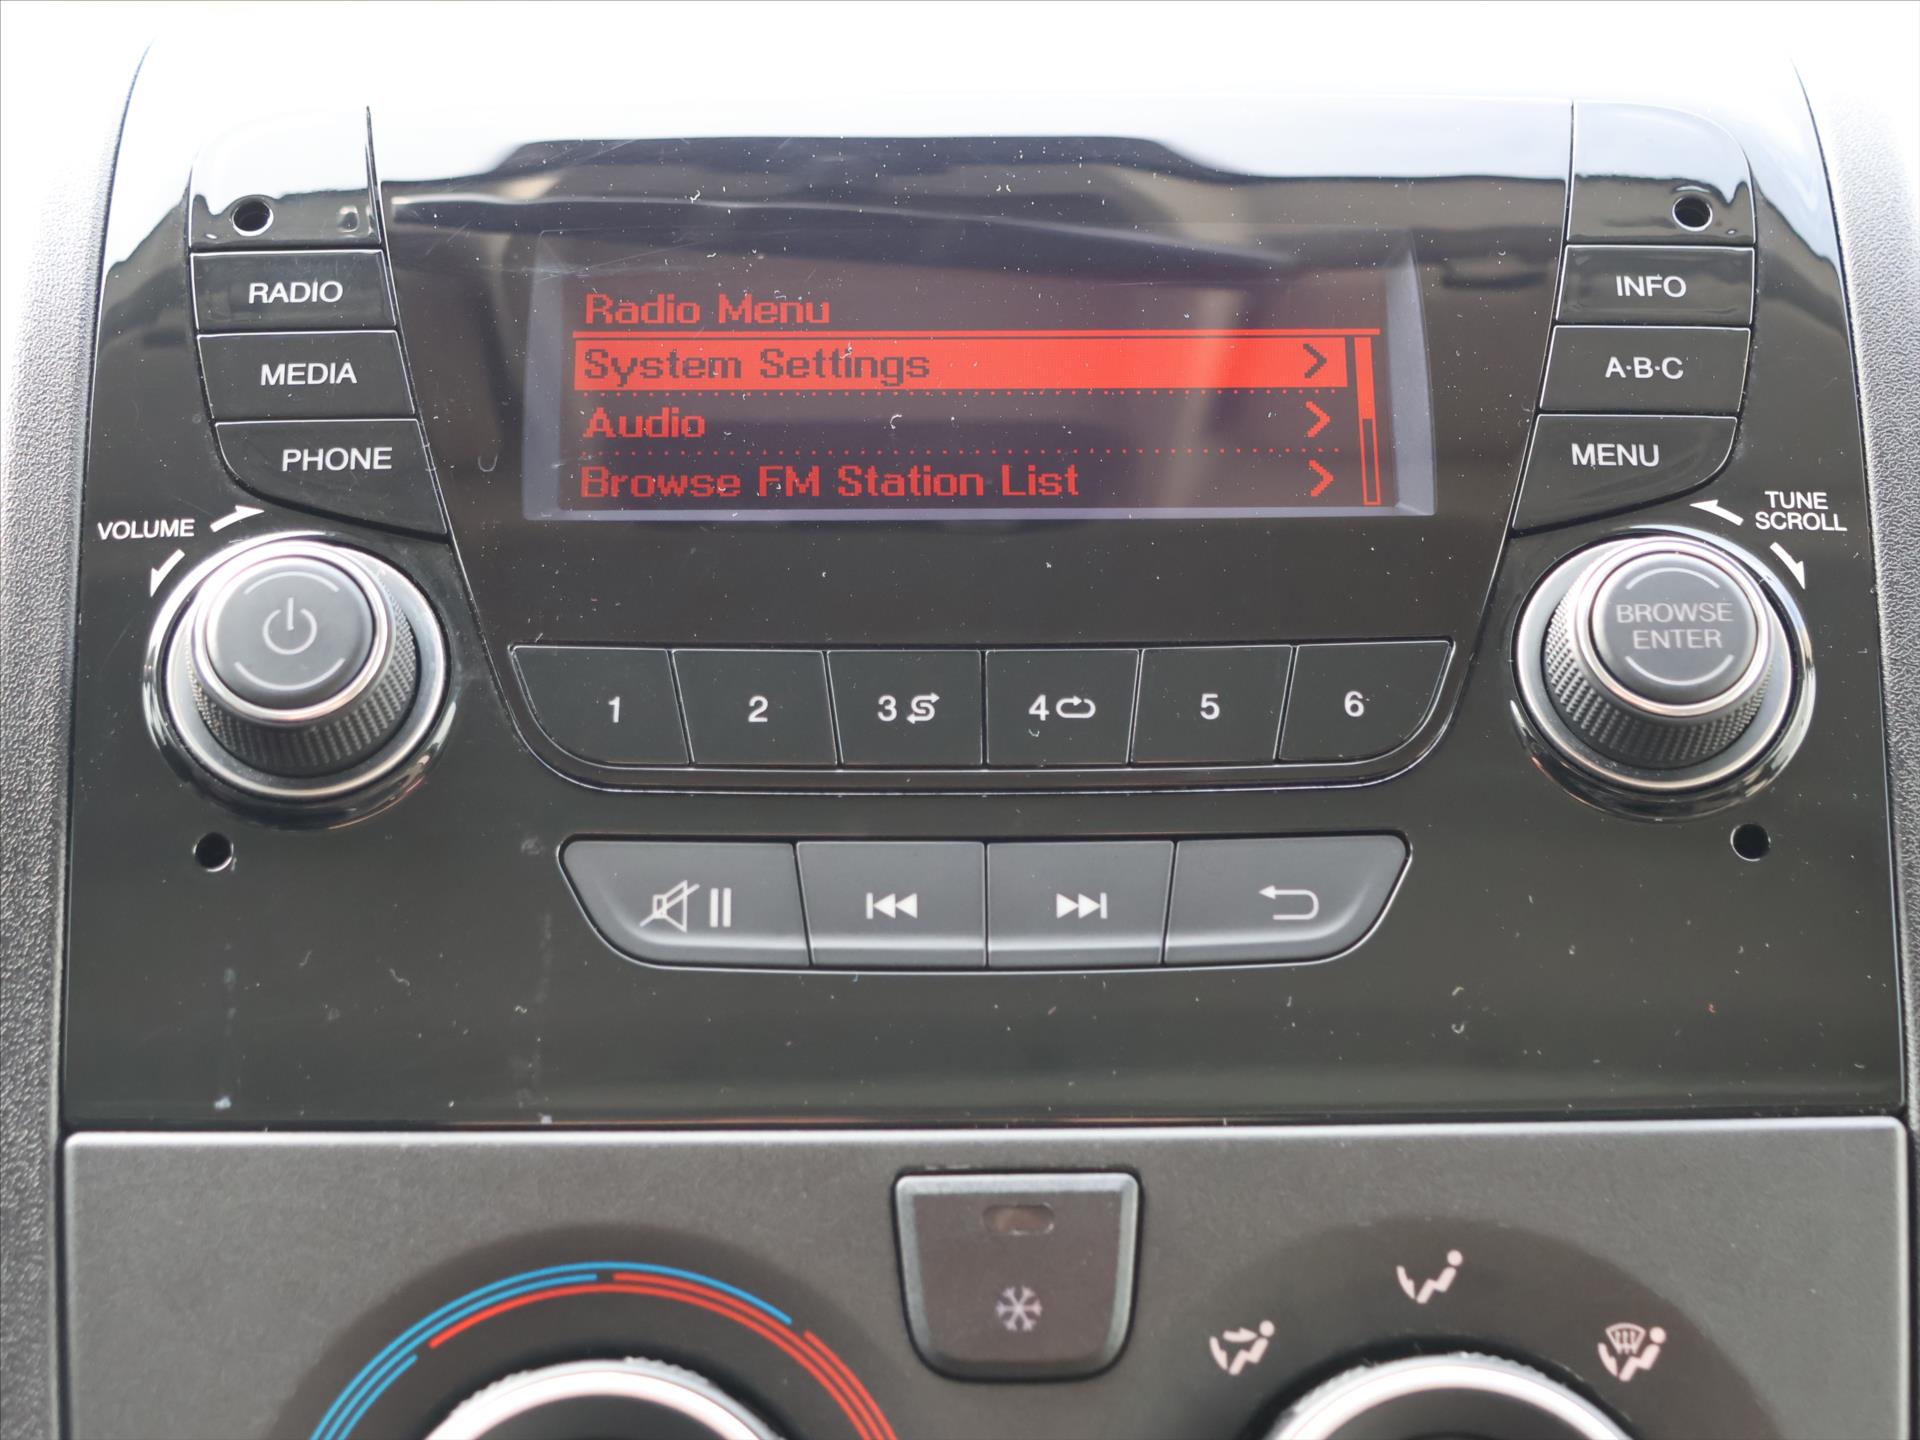 RADIO
MEDIA
PHONE
VOLUME
Radio Menu
System Settings
Audio
Browse FM Station List
INFO
A·B·C
MENU
TUNE
SCROLL
BROWSE
ENTER
1
2
3
4
5
6